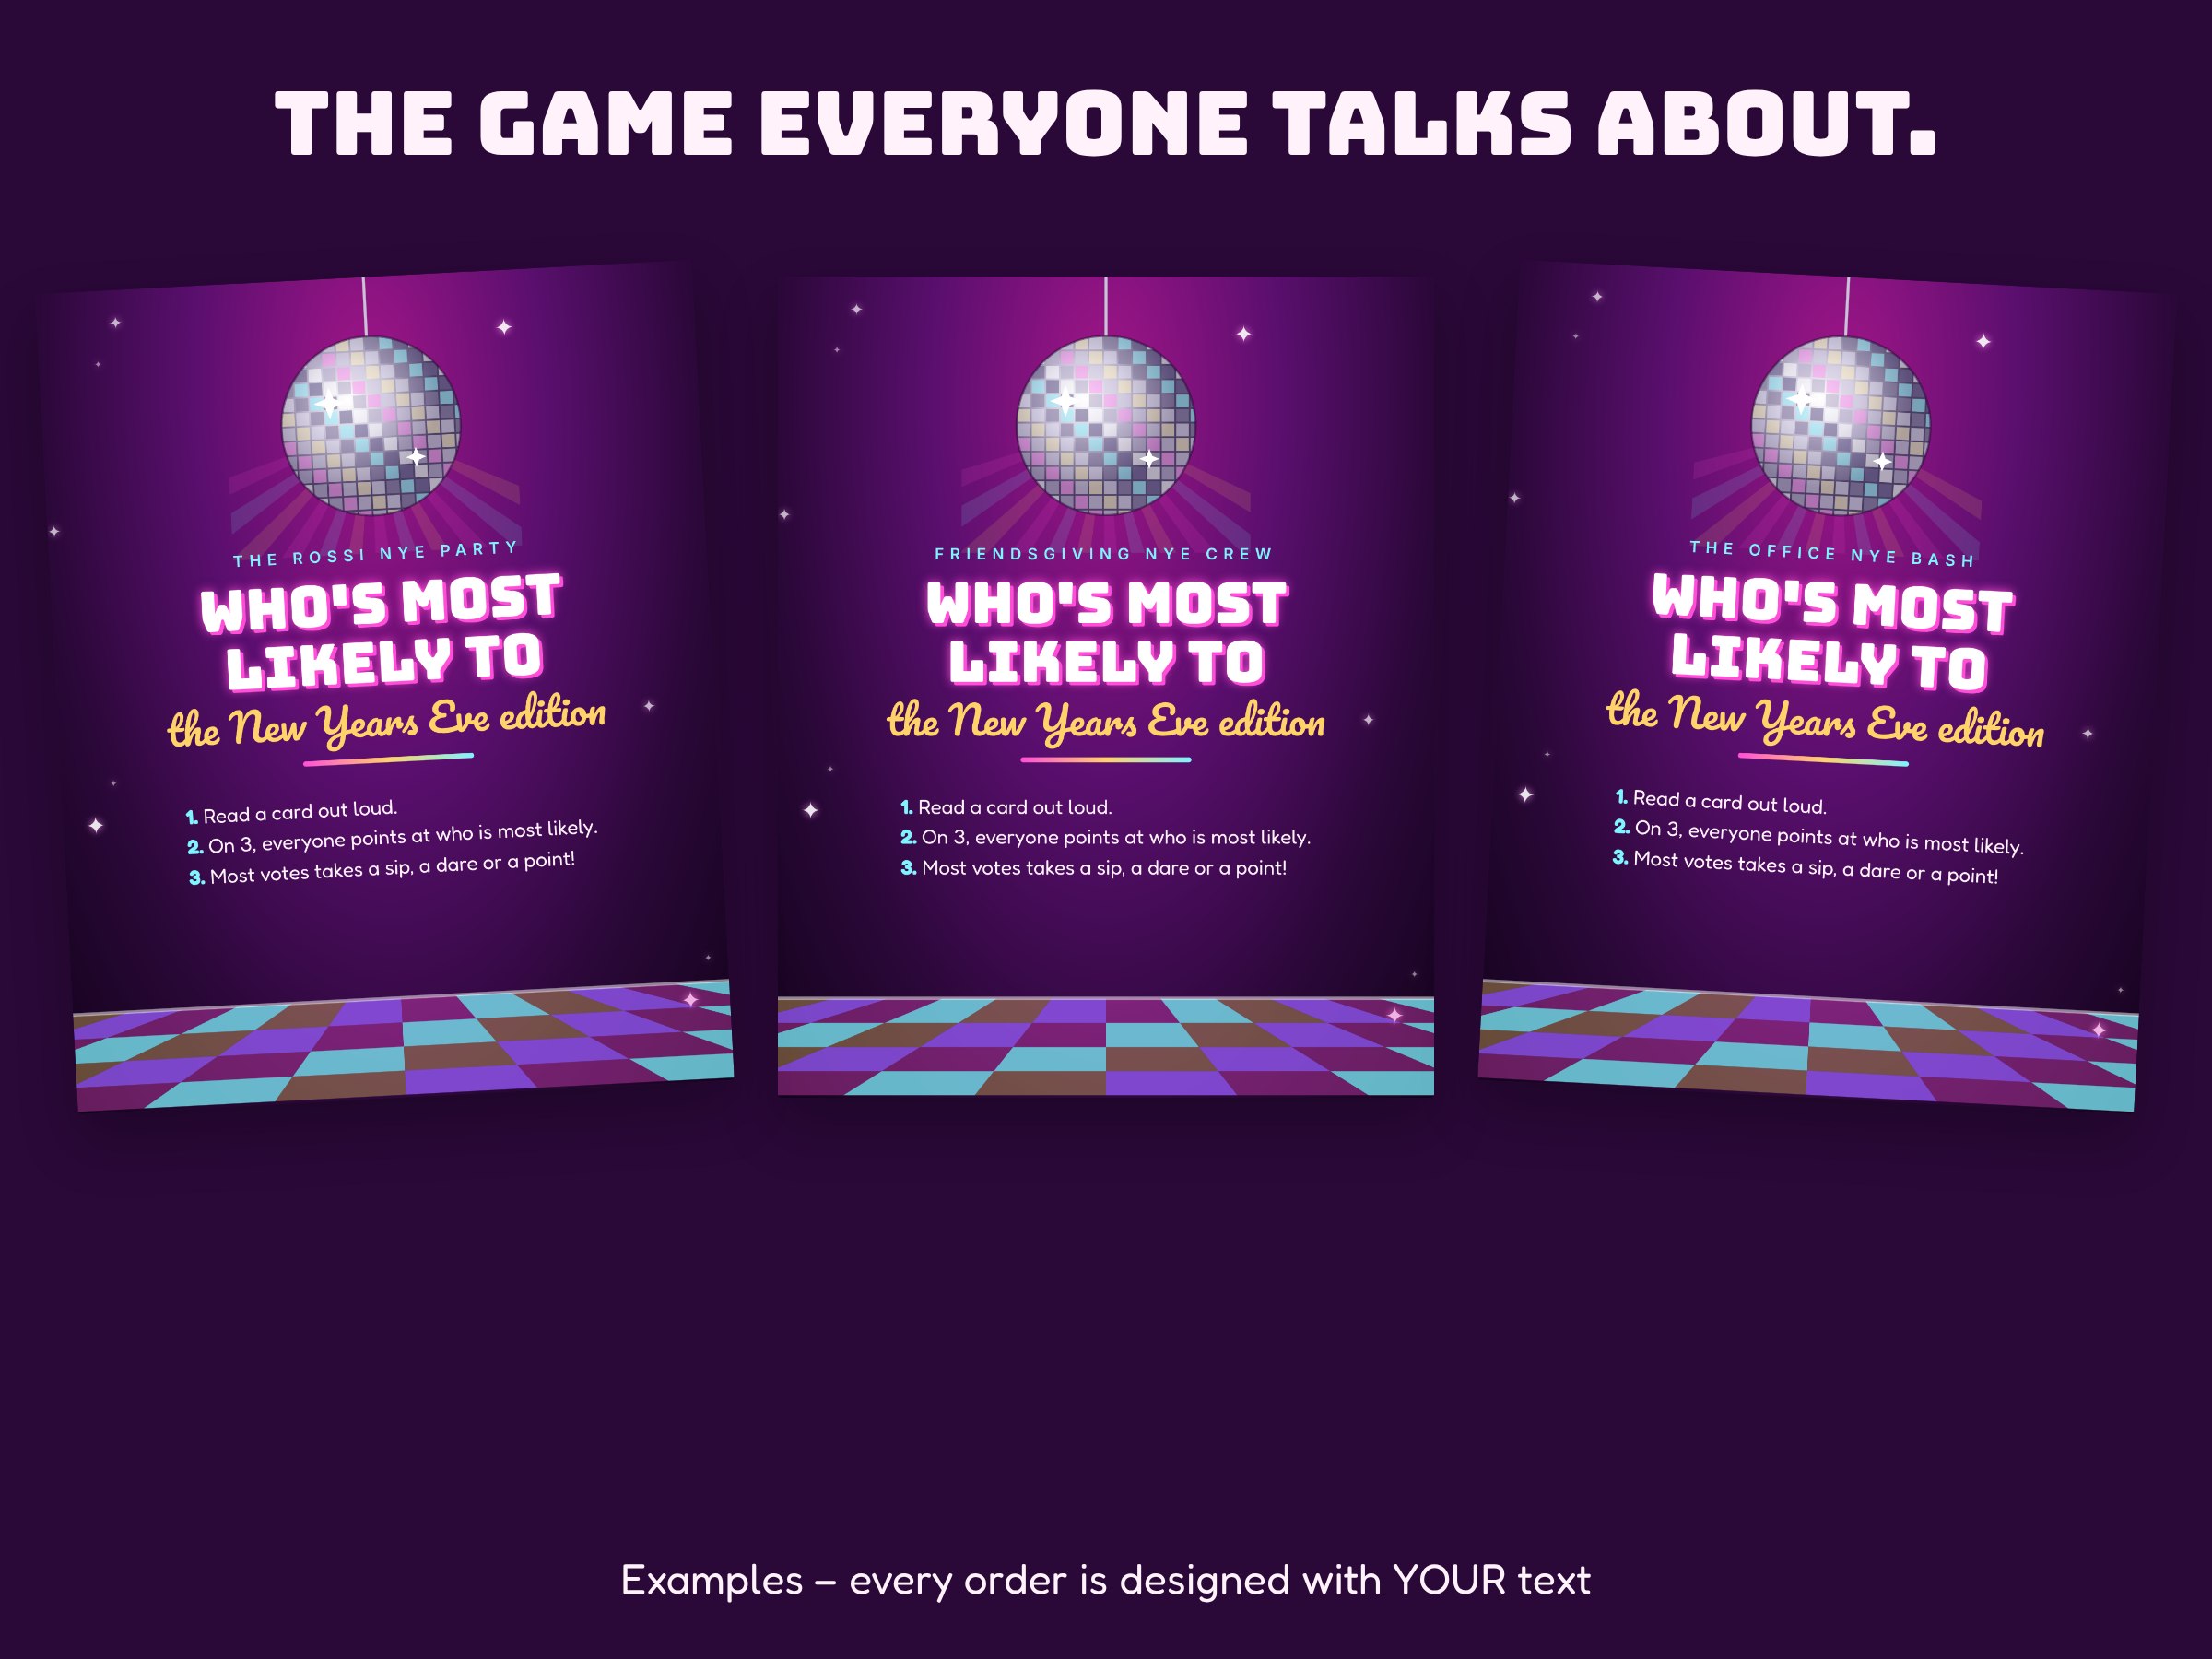 THE GAME EVERYONE TALKS ABOUT.
THE ROSSI NYE PARTY
WHO'S MOST
LIKELY TO
the New Years Eve edition
1. Read a card out loud.
2. On 3, everyone points at who is most likely.
3. Most votes takes a sip, a dare or a point!
FRIENDSGIVING NYE CREW
WHO'S MOST
LIKELY TO
the New Years Eve edition
1. Read a card out loud.
2. On 3, everyone points at who is most likely.
3. Most votes takes a sip, a dare or a point!
THE OFFICE NYE BASH
WHO'S MOST
LIKELY TO
the New Years Eve edition
1. Read a card out loud.
2. On 3, everyone points at who is most likely.
3. Most votes takes a sip, a dare or a point!
Examples – every order is designed with YOUR text